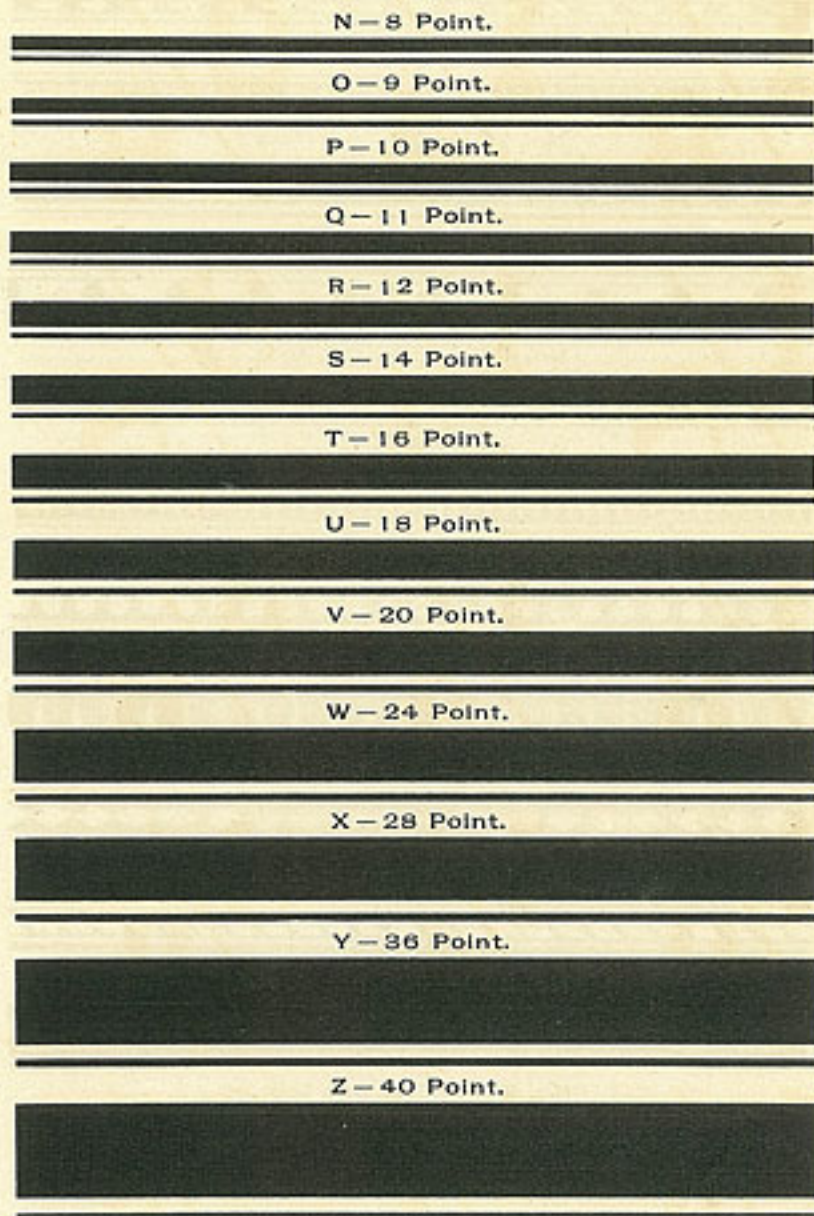 N—8 Point.
O—9 Point.
P—10 Point.
Q—11 Point.
R—12 Point.
S—14 Point.
T—16 Point.
U—18 Point.
V—20 Point.
W—24 Point.
X—28 Point.
Y—36 Point.
Z—40 Point.